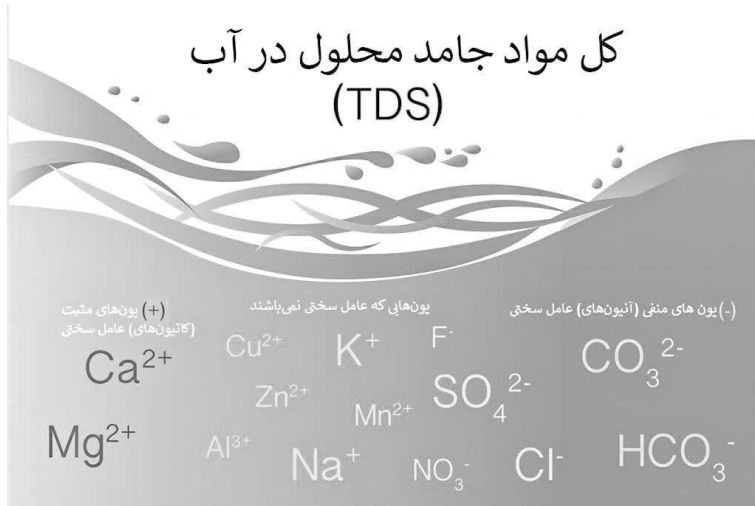 کل مواد جامد محلول در آب
(TDS)
(+) یون‌های مثبت
(کاتیون‌های) عامل سختی
یون‌هایی که عامل سختی نمی‌باشند
(-) یون های منفی (آنیون‌های) عامل سختی
Ca²⁺
Mg²⁺
Cu²⁺
K⁺
F⁻
Zn²⁺
Mn²⁺
SO₄²⁻
Al³⁺
Na⁺
NO₃⁻
Cl⁻
CO₃²⁻
HCO₃⁻